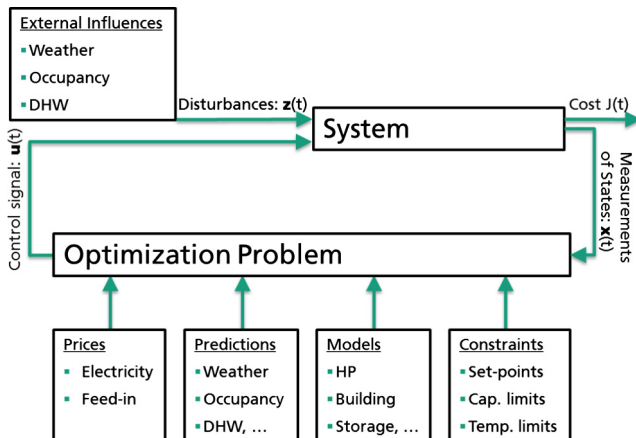 External Influences
Weather
Occupancy
DHW
Disturbances: z(t)
Cost J(t)
System
Control signal: u(t)
Measurements
of States: x(t)
Optimization Problem
Prices
Electricity
Feed-in
Predictions
Weather
Occupancy
DHW, ...
Models
HP
Building
Storage, ...
Constraints
Set-points
Cap. limits
Temp. limits